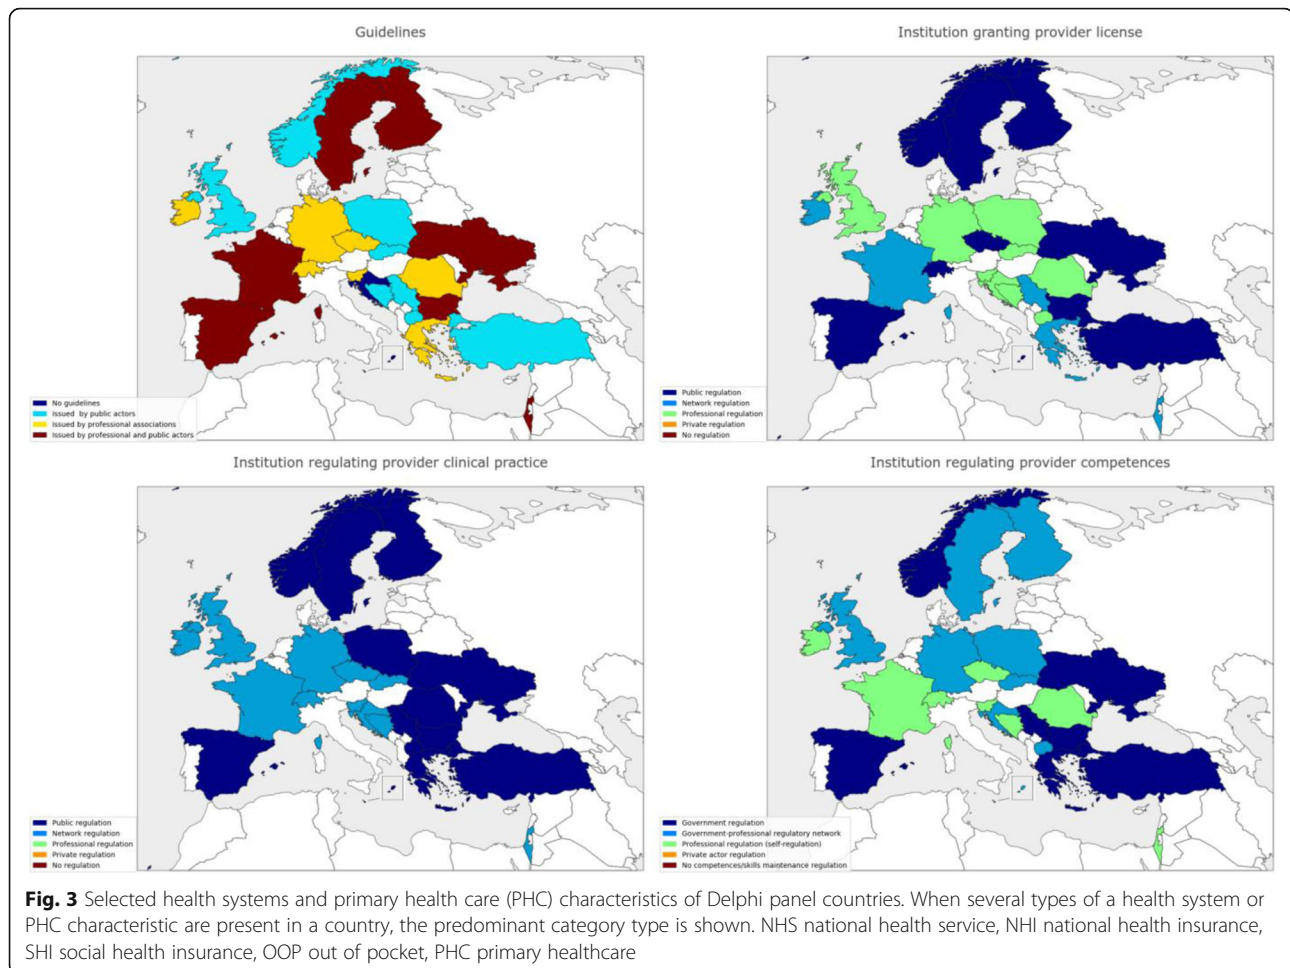 Guidelines
Institution granting provider license
No guidelines
Issued by public actors
Issued by professional associations
Issued by professional and public actors
Public regulation
Network regulation
Professional regulation
Private regulation
No regulation
Institution regulating provider clinical practice
Institution regulating provider competences
Public regulation
Network regulation
Professional regulation
Private regulation
No regulation
Government regulation
Government-professional regulatory network
Professional regulation (self-regulation)
Private actor regulation
No competences/skills maintenance regulation
Fig. 3 Selected health systems and primary health care (PHC) characteristics of Delphi panel countries. When several types of a health system or
PHC characteristic are present in a country, the predominant category type is shown. NHS national health service, NHI national health insurance,
SHI social health insurance, OOP out of pocket, PHC primary healthcare